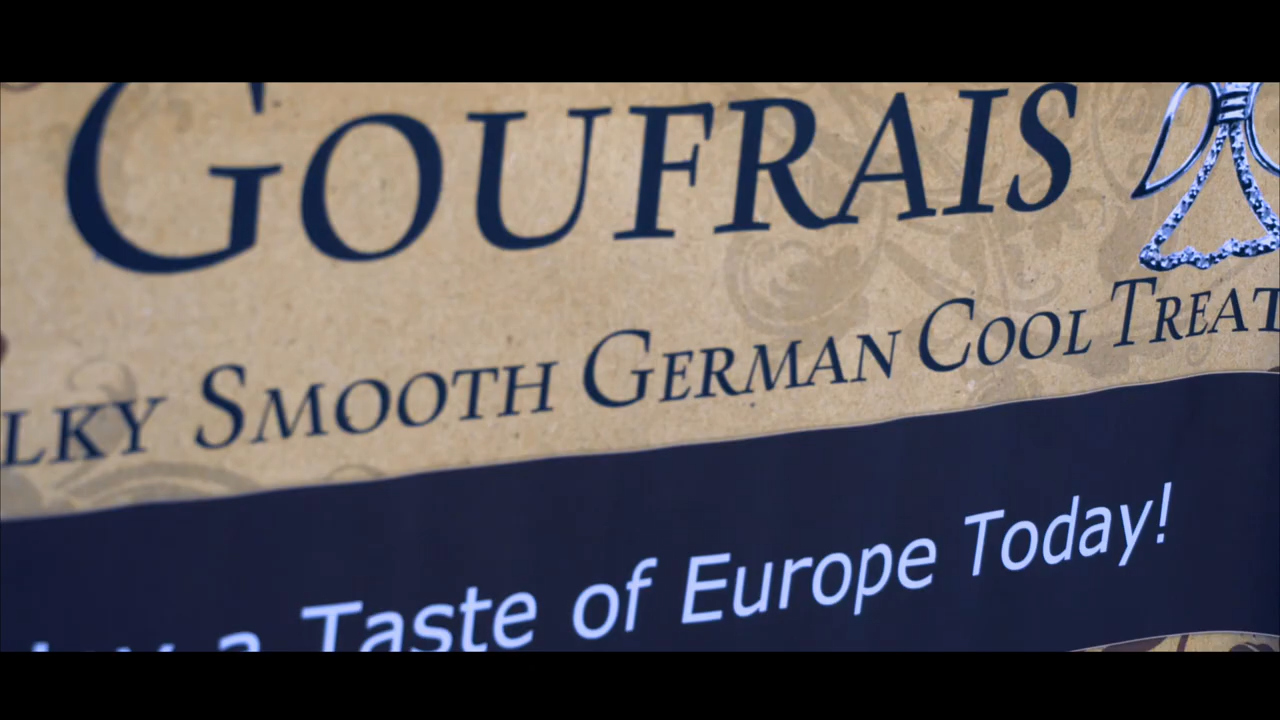 GOUFRAIS
LKY SMOOTH GERMAN COOL TREAT
a Taste of Europe Today!